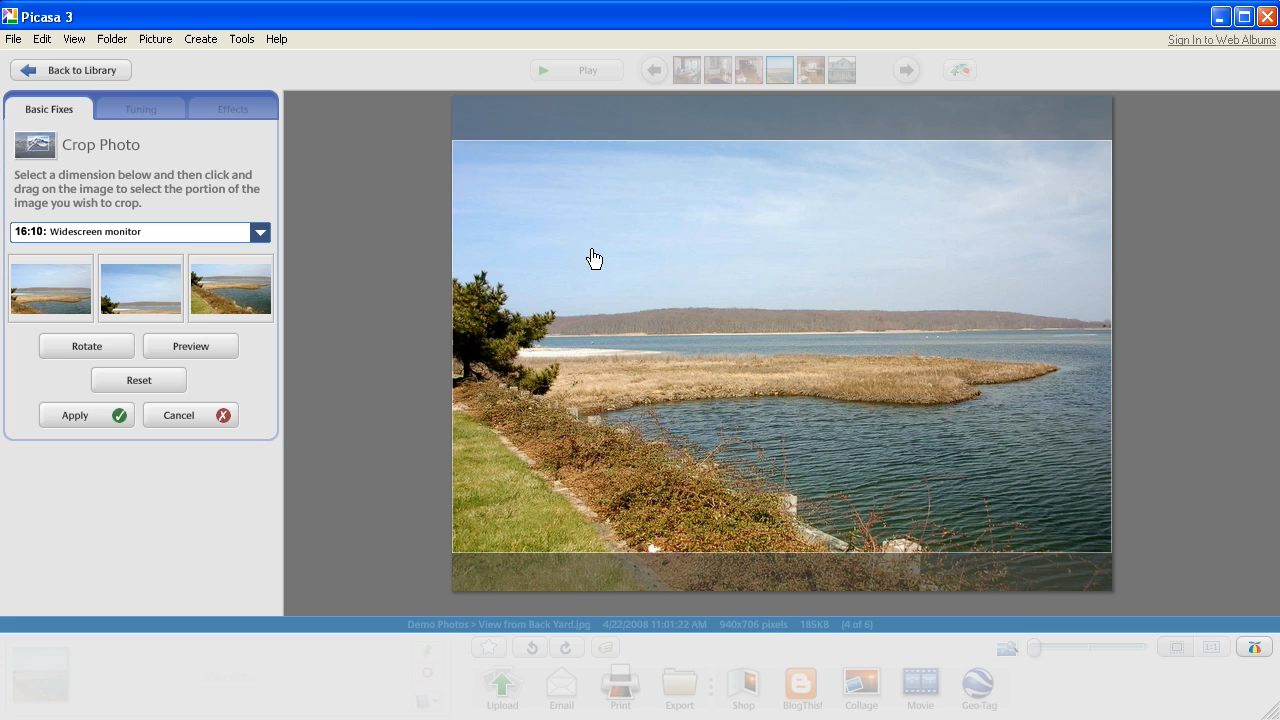 Picasa 3
File Edit View Folder Picture Create Tools Help
Sign In to Web Albums
Back to Library
Play
Basic Fixes Tuning Effects
Crop Photo
Select a dimension below and then click and
drag on the image to select the portion of the
image you wish to crop.
16:10: Widescreen monitor
Rotate Preview
Reset
Apply Cancel
Demo Photos > View from Back Yard.jpg 4/22/2008 11:01:22 AM 940x706 pixels 185KB (4 of 6)
1:1
Upload Email Print Export Shop BlogThis! Collage Movie Geo-Tag